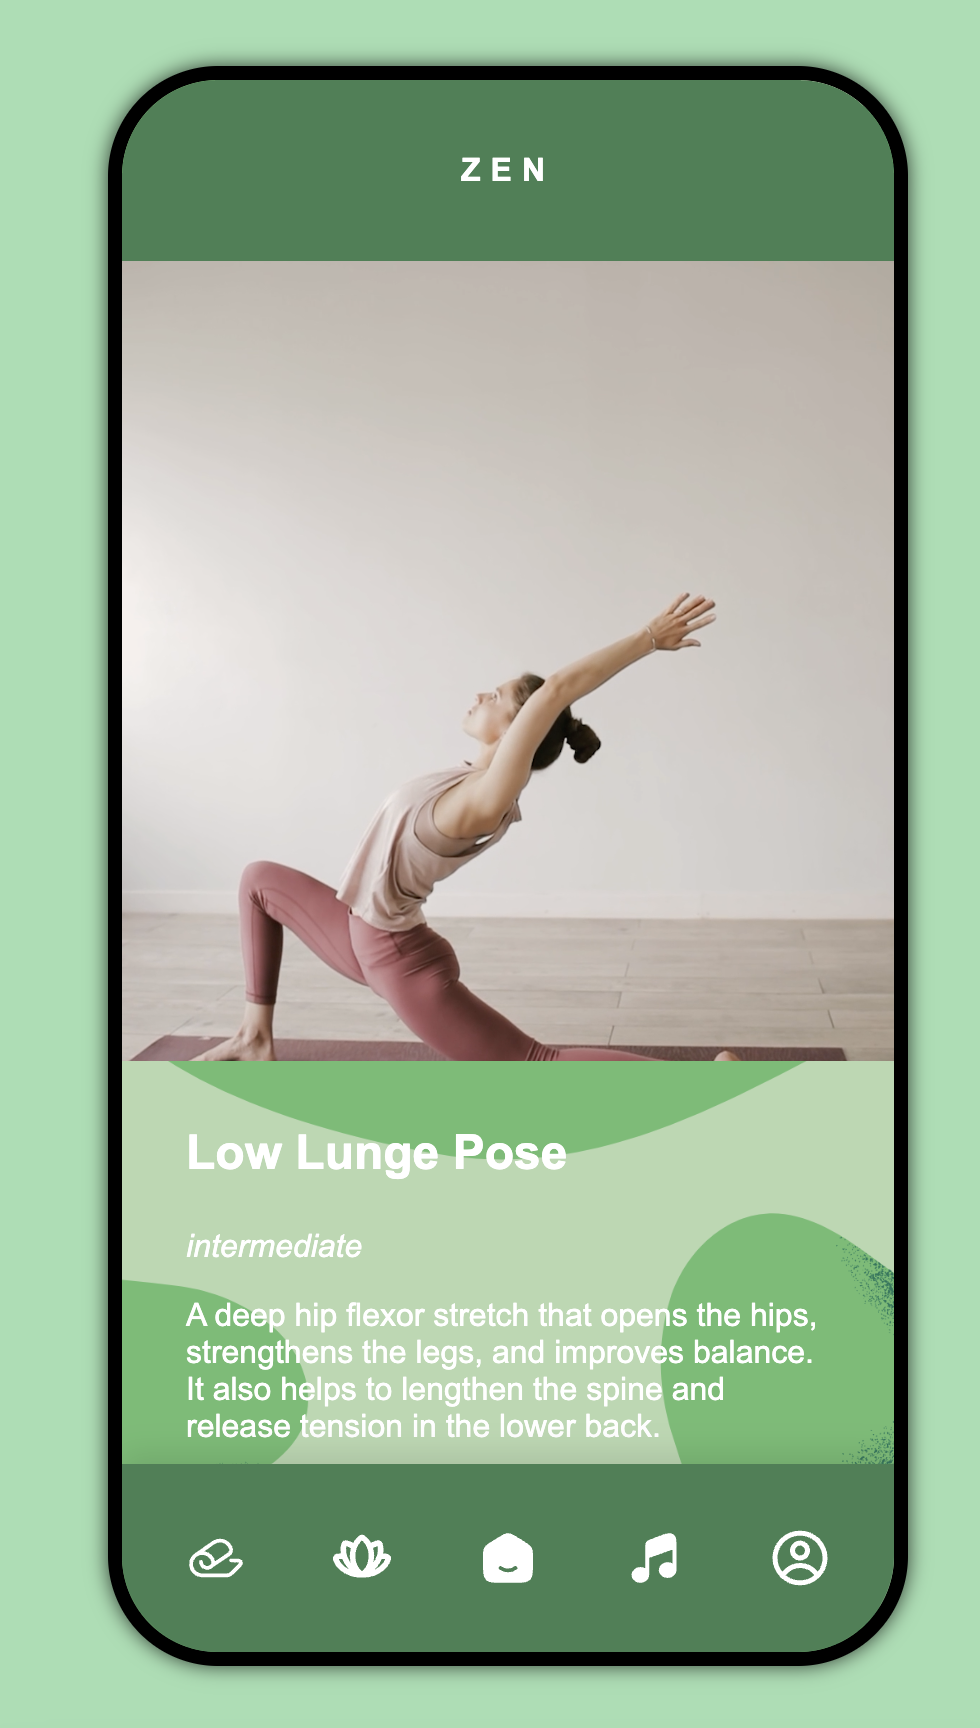 ZEN
Low Lunge Pose
intermediate
A deep hip flexor stretch that opens the hips,
strengthens the legs, and improves balance.
It also helps to lengthen the spine and
release tension in the lower back.